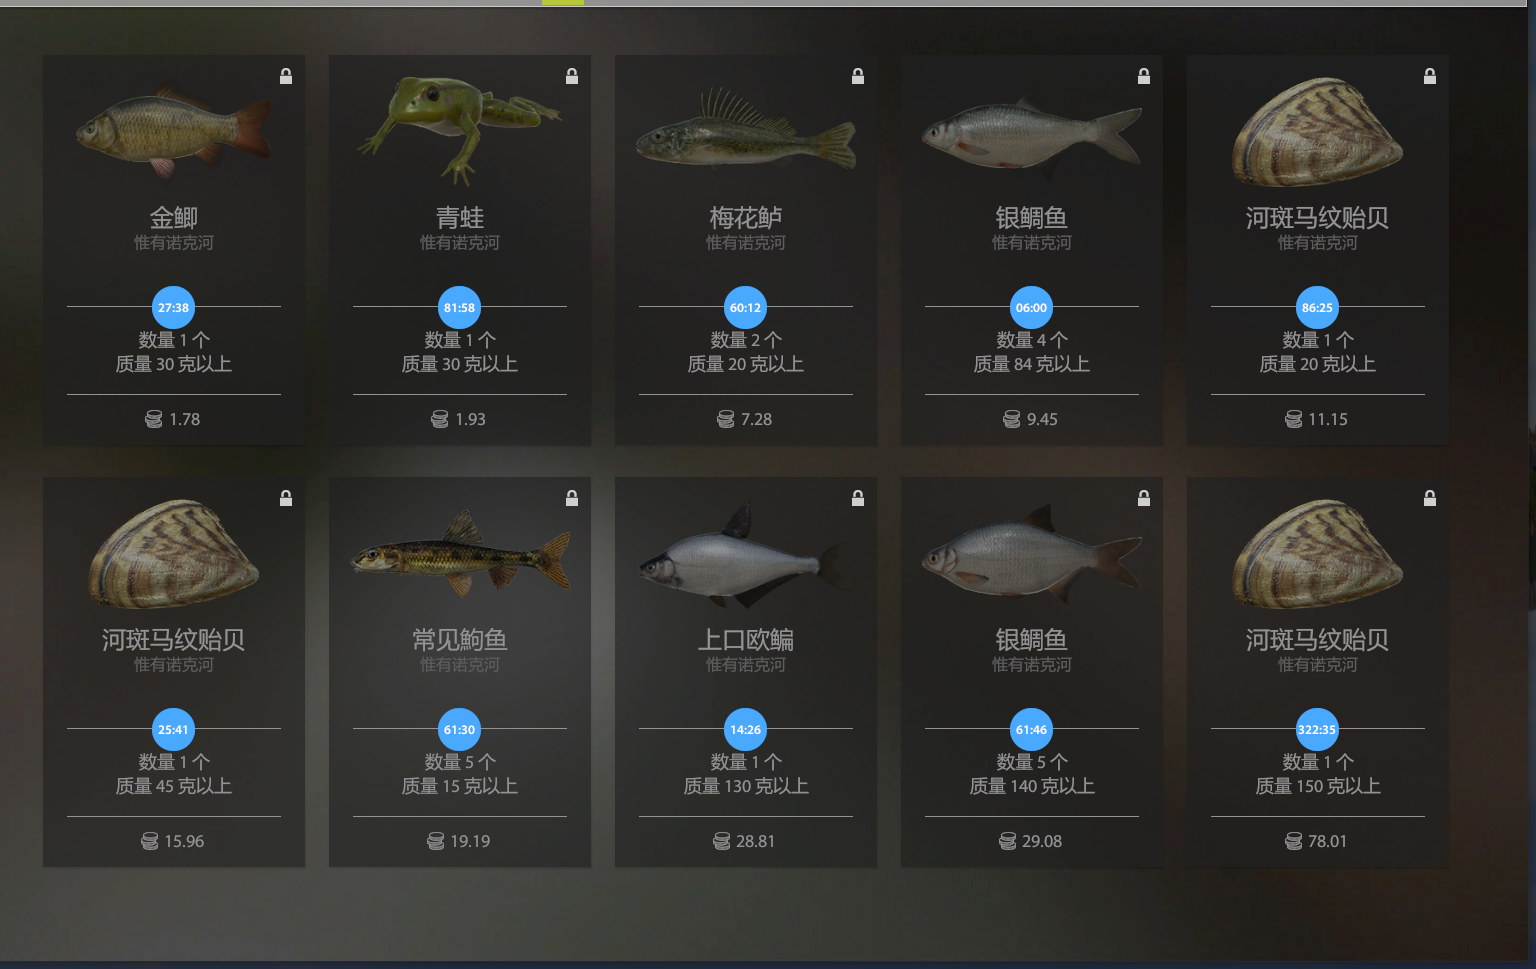 金鲫
惟有诺克河
27:38
数量 1 个
质量 30 克以上
1.78
青蛙
惟有诺克河
81:58
数量 1 个
质量 30 克以上
1.93
梅花鲈
惟有诺克河
60:12
数量 2 个
质量 20 克以上
7.28
银鲷鱼
惟有诺克河
06:00
数量 4 个
质量 84 克以上
9.45
河斑马纹贻贝
惟有诺克河
86:25
数量 1 个
质量 20 克以上
11.15
河斑马纹贻贝
惟有诺克河
25:41
数量 1 个
质量 45 克以上
15.96
常见鮈鱼
惟有诺克河
61:30
数量 5 个
质量 15 克以上
19.19
上口欧鳊
惟有诺克河
14:26
数量 1 个
质量 130 克以上
28.81
银鲷鱼
惟有诺克河
61:46
数量 5 个
质量 140 克以上
29.08
河斑马纹贻贝
惟有诺克河
322:35
数量 1 个
质量 150 克以上
78.01